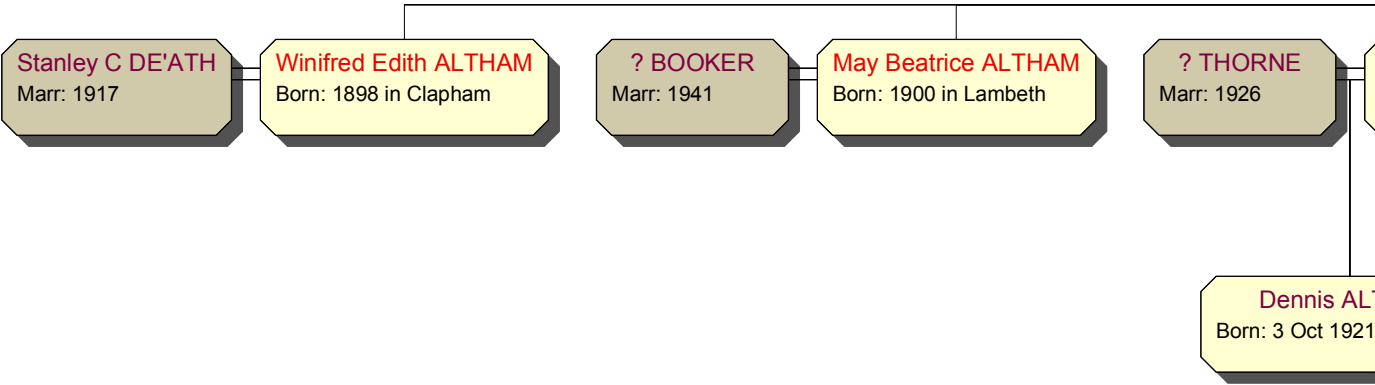 Stanley C DE'ATH
Marr: 1917
Winifred Edith ALTHAM
Born: 1898 in Clapham
? BOOKER
Marr: 1941
May Beatrice ALTHAM
Born: 1900 in Lambeth
? THORNE
Marr: 1926
Dennis
Born: 3 Oct 1921